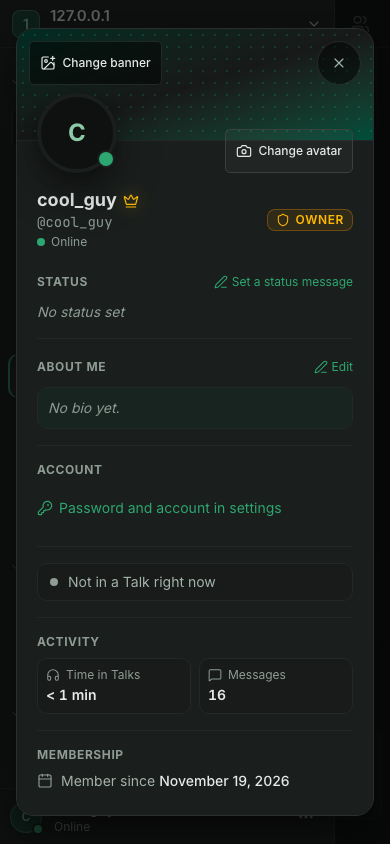 1 127.0.0.1
Change banner
C
Change avatar
cool_guy
@cool_guy
OWNER
Online
STATUS
Set a status message
No status set
ABOUT ME
Edit
No bio yet.
ACCOUNT
Password and account in settings
Not in a Talk right now
ACTIVITY
Time in Talks
< 1 min
Messages
16
MEMBERSHIP
Member since November 19, 2026
Online